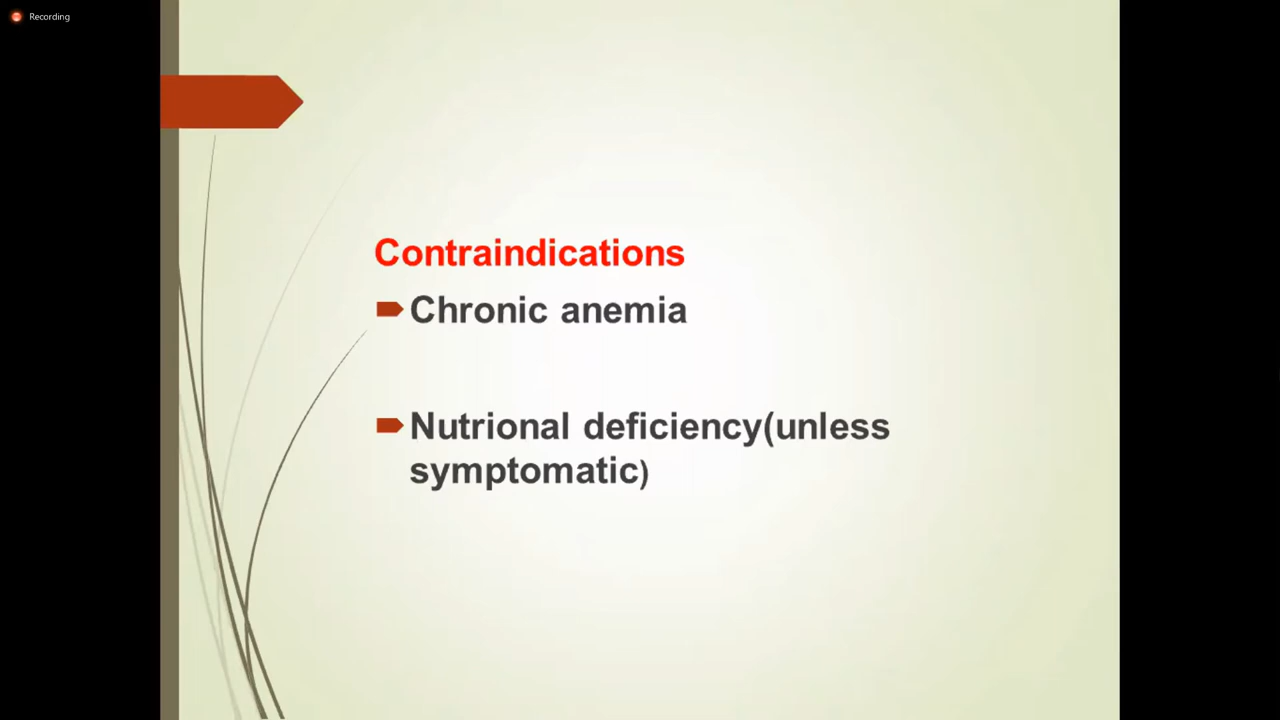 Recording
Contraindications
Chronic anemia
Nutrional deficiency(unless
symptomatic)